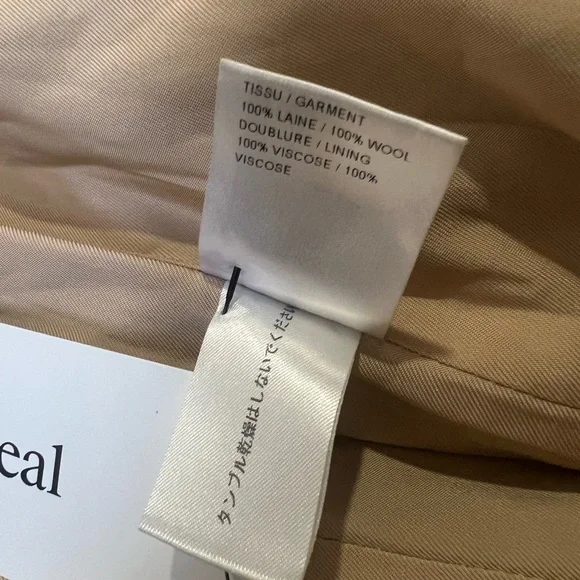 TISSU / GARMENT
100% LAINE / 100% WOOL
DOUBLURE / LINING
100% VISCOSE / 100%
VISCOSE
タンブル乾燥はしないでください
eal